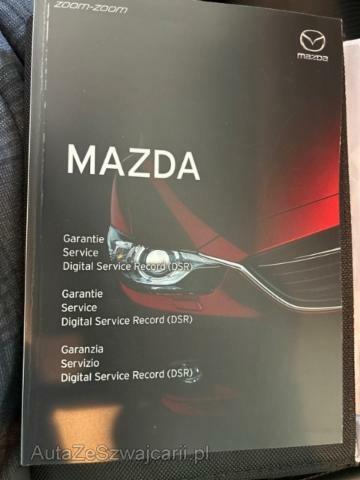 zoom-zoom
mazda
MAZDA
Garantie
Service
Digital Service Record (DSR)
Garantie
Service
Digital Service Record (DSR)
Garanzia
Servizio
Digital Service Record (DSR)
AutaZeSzwajcarii.pl